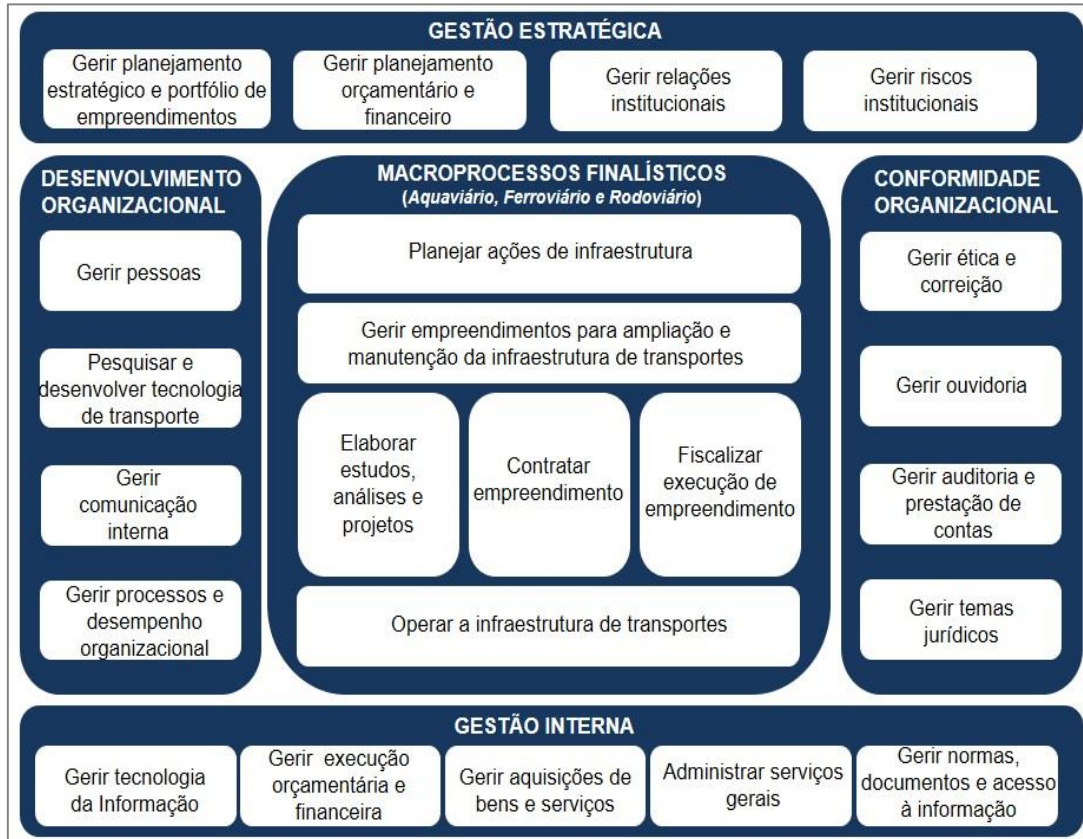 GESTÃO ESTRATÉGICA
Gerir planejamento
estratégico e portfólio de
empreendimentos
Gerir planejamento
orçamentário e
financeiro
Gerir relações
institucionais
Gerir riscos
institucionais
DESENVOLVIMENTO
ORGANIZACIONAL
Gerir pessoas
Pesquisar e
desenvolver tecnologia
de transporte
Gerir
comunicação
interna
Gerir processos e
desempenho
organizacional
MACROPROCESSOS FINALÍSTICOS
(Aquaviário, Ferroviário e Rodoviário)
Planejar ações de infraestrutura
Gerir empreendimentos para ampliação e
manutenção da infraestrutura de transportes
Elaborar
estudos,
análises e
projetos
Contratar
empreendimento
Fiscalizar
execução de
empreendimento
Operar a infraestrutura de transportes
CONFORMIDADE
ORGANIZACIONAL
Gerir ética e
correição
Gerir ouvidoria
Gerir auditoria e
prestação de
contas
Gerir temas
jurídicos
GESTÃO INTERNA
Gerir tecnologia
da Informação
Gerir execução
orçamentária e
financeira
Gerir aquisições de
bens e serviços
Administrar serviços
gerais
Gerir normas,
documentos e acesso
à informação